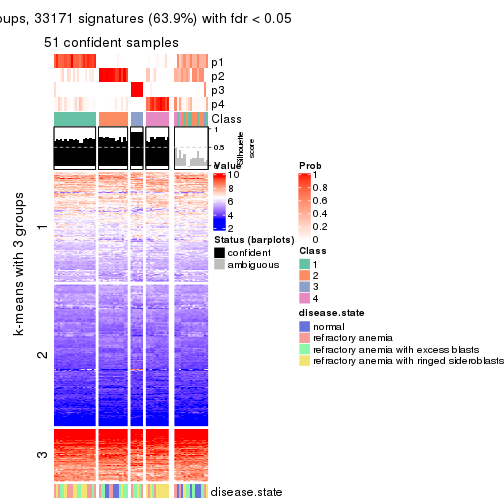 oups, 33171 signatures (63.9%) with fdr < 0.05
51 confident samples
p1
p2
p3
p4
Class
1
0.5
0
Silhouette
score
k-means with 3 groups
1
2
3
disease.state
Value
10
8
6
4
2
Status (barplots)
confident
ambiguous
Prob
1
0.8
0.6
0.4
0.2
0
Class
1
2
3
4
disease.state
normal
refractory anemia
refractory anemia with excess blasts
refractory anemia with ringed sideroblasts